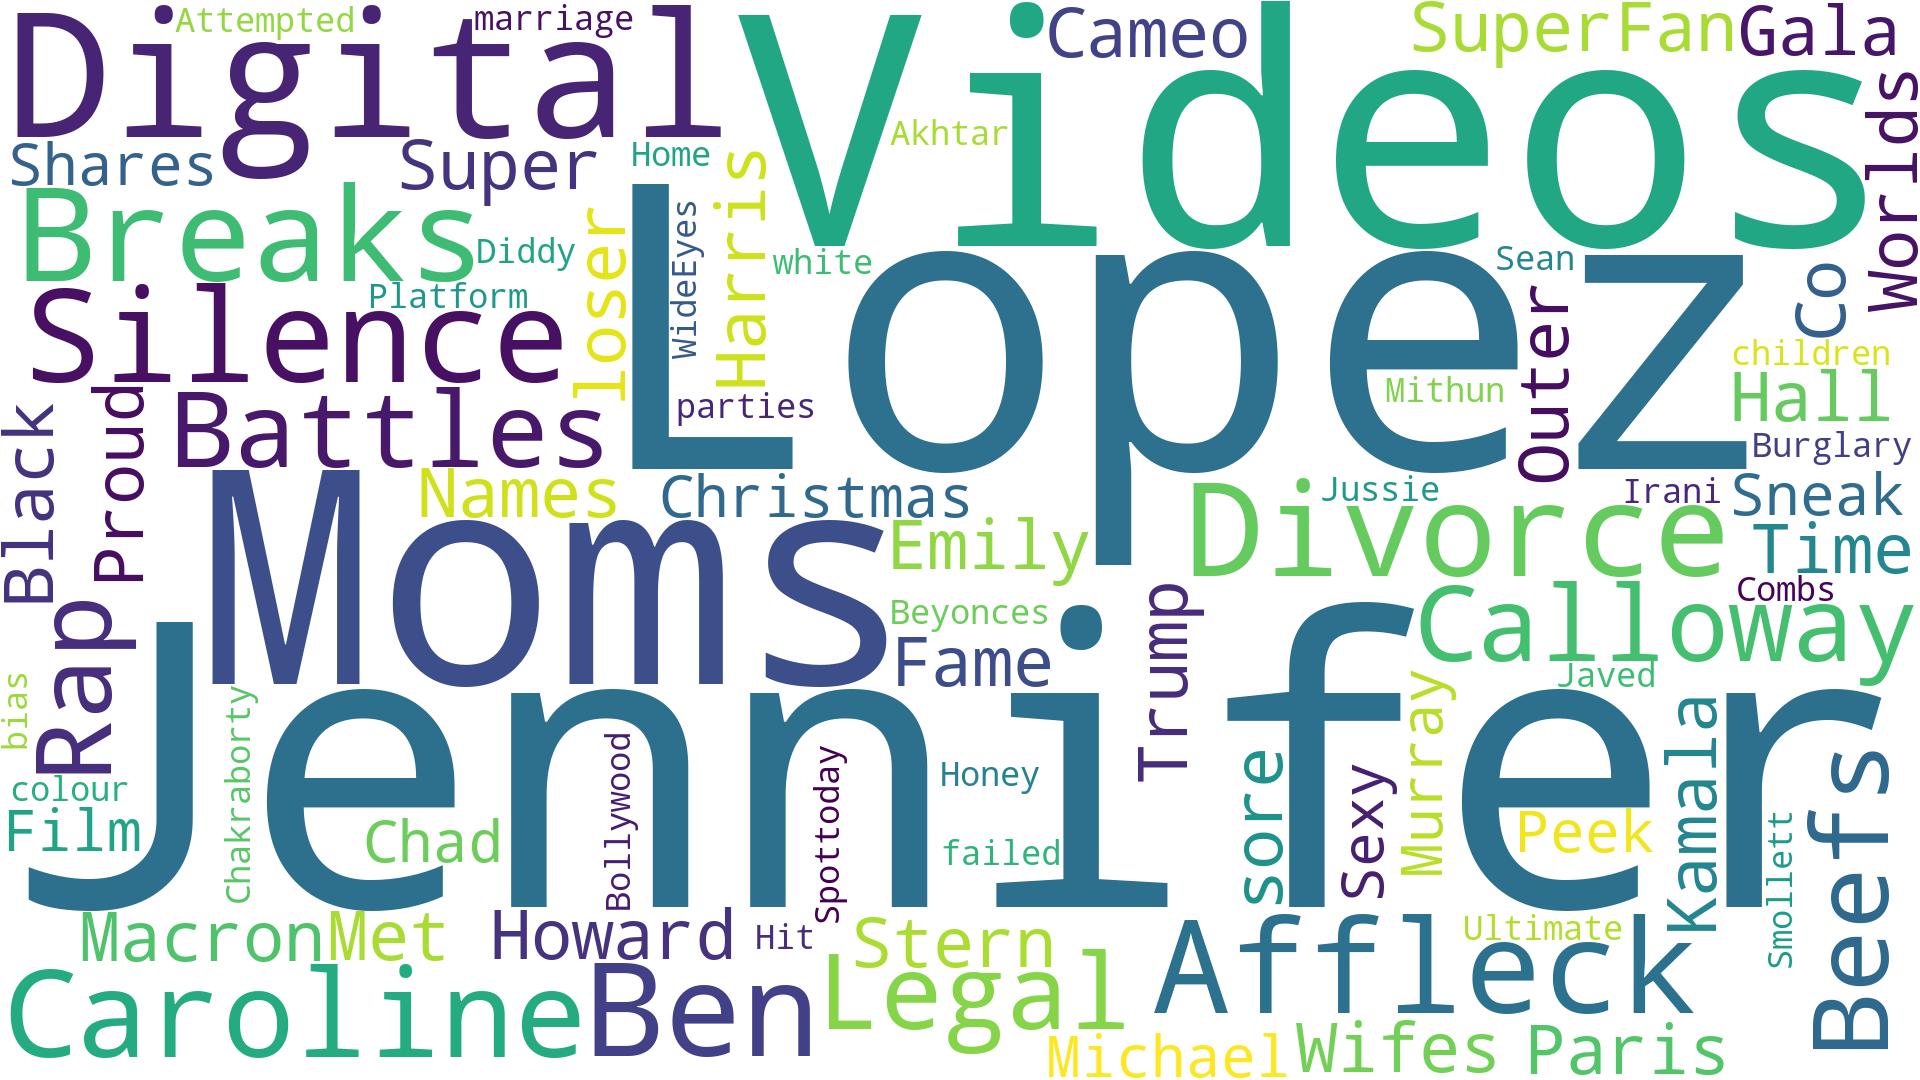 Digital
Attempted
marriage
Videos
Cameo
SuperFan
Gala
Worlds
Shares
Super
Home
Akhtar
Harris
Breaks
Diddy
loser
WideEyes
white
Lopez
Sean
Co
Silence
Platform
Outer
children
Mithun
Hall
parties
Black
Proud
Battles
Burglary
Names
Christmas
Jussie
Irani
Sneak
Moms
Emily
Divorce
Time
Combs
Beyonces
Calloway
Rap
Fame
Trump
Javed
bias
Jennifer
Chakraborty
Murray
Kamala
Bollywood
Spottoday
Honey
sore
Sexy
Beefs
colour
Film
Chad
failed
Peek
Smollett
Macron
Met
Howard
Hit
Stern
Affleck
Ultimate
Caroline
Ben
Legal
Michael
Wifes
Paris